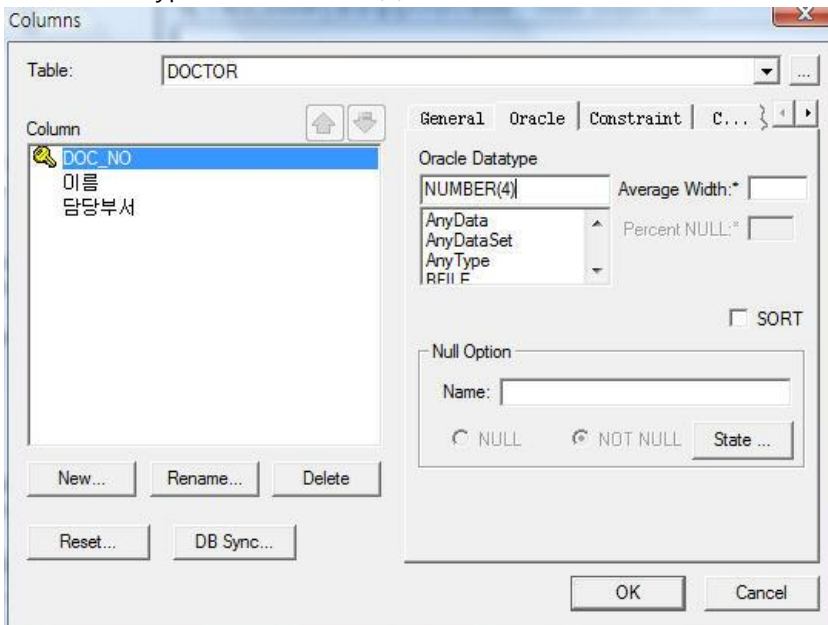 Columns
Table: DOCTOR ...
Column
DOC_NO
이름
담당부서
New... Rename... Delete
Reset... DB Sync...
General Oracle Constraint C...
Oracle Datatype
NUMBER(4) Average Width:*
AnyData Percent NULL:*
AnyDataSet
AnyType
BFILE
SORT
Null Option
Name:
NULL NOT NULL State ...
OK Cancel